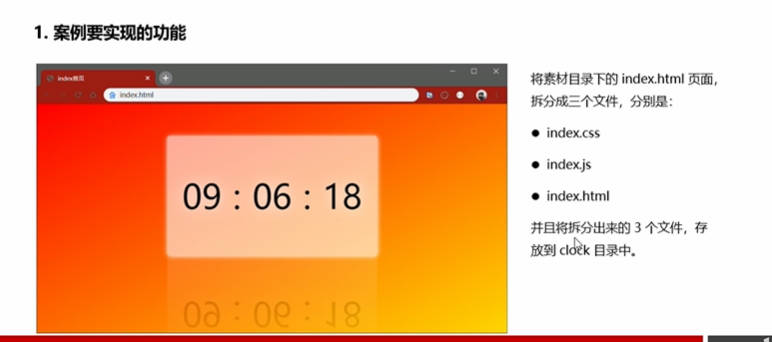 1. 案例要实现的功能
index首页
index.html
09 : 06 : 18
09 : 06 : 18
将素材目录下的 index.html 页面，
拆分成三个文件，分别是：
● index.css
● index.js
● index.html
并且将拆分出来的 3 个文件，存
放到 clock 目录中。